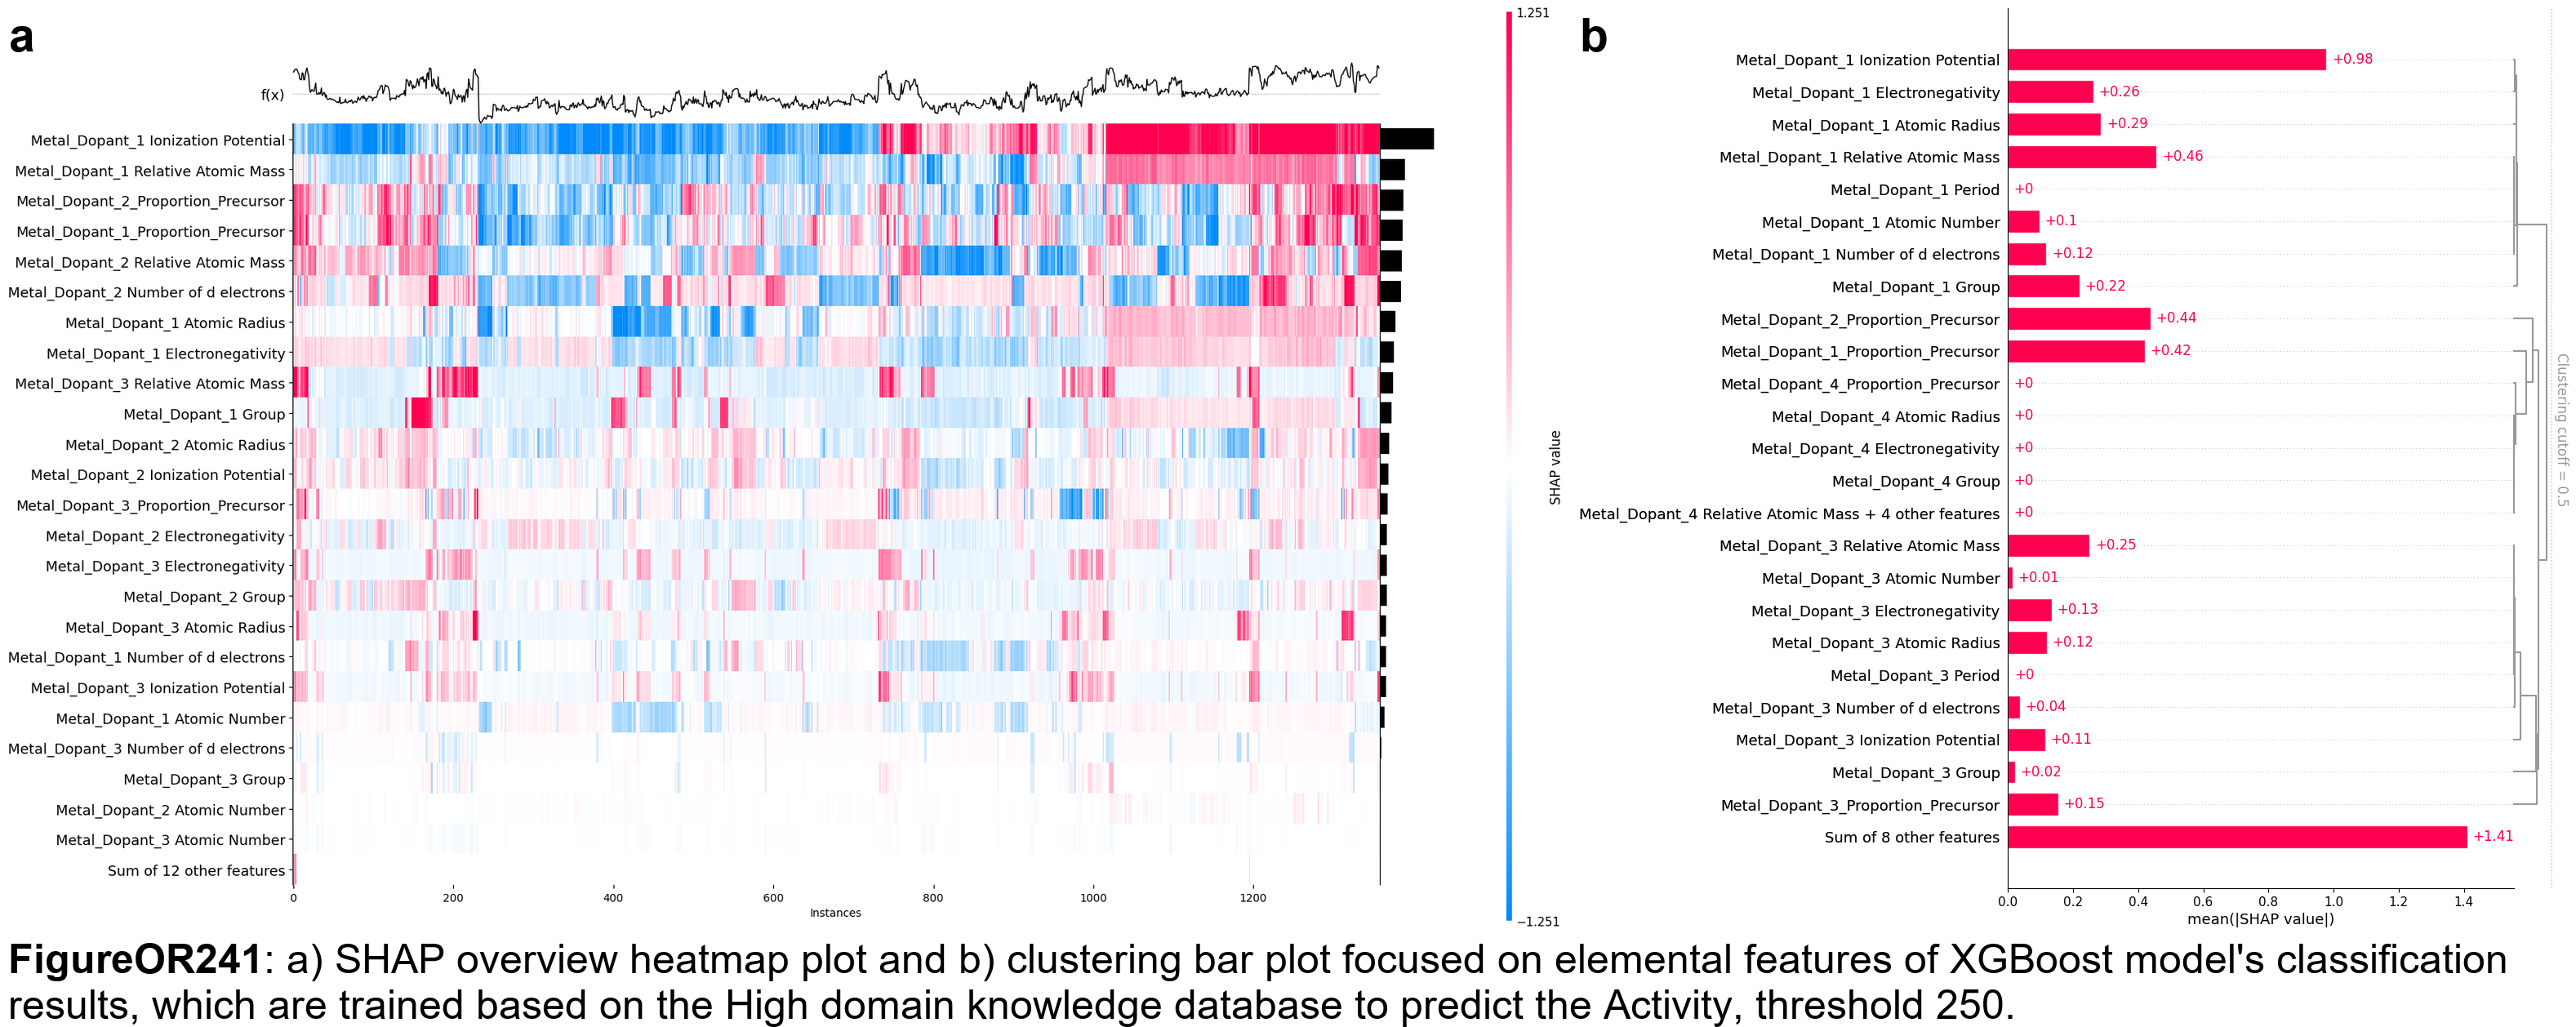 a
f(x)
Metal_Dopant_1 Ionization Potential
Metal_Dopant_1 Relative Atomic Mass
Metal_Dopant_2_Proportion_Precursor
Metal_Dopant_1_Proportion_Precursor
Metal_Dopant_2 Relative Atomic Mass
Metal_Dopant_2 Number of d electrons
Metal_Dopant_1 Atomic Radius
Metal_Dopant_1 Electronegativity
Metal_Dopant_3 Relative Atomic Mass
Metal_Dopant_1 Group
Metal_Dopant_2 Atomic Radius
Metal_Dopant_2 Ionization Potential
Metal_Dopant_3_Proportion_Precursor
Metal_Dopant_2 Electronegativity
Metal_Dopant_3 Electronegativity
Metal_Dopant_2 Group
Metal_Dopant_3 Atomic Radius
Metal_Dopant_1 Number of d electrons
Metal_Dopant_3 Ionization Potential
Metal_Dopant_1 Atomic Number
Metal_Dopant_3 Number of d electrons
Metal_Dopant_3 Group
Metal_Dopant_2 Atomic Number
Metal_Dopant_3 Atomic Number
Sum of 12 other features
0 200 400 600 800 1000 1200
Instances
1.251
SHAP value
−1.251
b
Metal_Dopant_1 Ionization Potential +0.98
Metal_Dopant_1 Electronegativity +0.26
Metal_Dopant_1 Atomic Radius +0.29
Metal_Dopant_1 Relative Atomic Mass +0.46
Metal_Dopant_1 Period +0
Metal_Dopant_1 Atomic Number +0.1
Metal_Dopant_1 Number of d electrons +0.12
Metal_Dopant_1 Group +0.22
Metal_Dopant_2_Proportion_Precursor +0.44
Metal_Dopant_1_Proportion_Precursor +0.42
Metal_Dopant_4_Proportion_Precursor +0
Metal_Dopant_4 Atomic Radius +0
Metal_Dopant_4 Electronegativity +0
Metal_Dopant_4 Group +0
Metal_Dopant_4 Relative Atomic Mass + 4 other features +0
Metal_Dopant_3 Relative Atomic Mass +0.25
Metal_Dopant_3 Atomic Number +0.01
Metal_Dopant_3 Electronegativity +0.13
Metal_Dopant_3 Atomic Radius +0.12
Metal_Dopant_3 Period +0
Metal_Dopant_3 Number of d electrons +0.04
Metal_Dopant_3 Ionization Potential +0.11
Metal_Dopant_3 Group +0.02
Metal_Dopant_3_Proportion_Precursor +0.15
Sum of 8 other features +1.41
0.0 0.2 0.4 0.6 0.8 1.0 1.2 1.4
mean(|SHAP value|)
Clustering cutoff = 0.5
FigureOR241: a) SHAP overview heatmap plot and b) clustering bar plot focused on elemental features of XGBoost model's classification
results, which are trained based on the High domain knowledge database to predict the Activity, threshold 250.